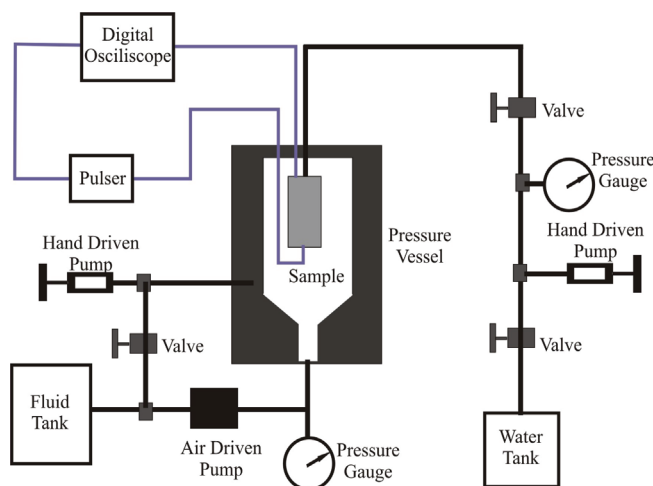 Digital
Osciliscope
Valve
Pressure
Gauge
Pulser
Hand Driven
Pump
Sample
Pressure
Vessel
Hand Driven
Pump
Valve
Valve
Fluid
Tank
Air Driven
Pump
Pressure
Gauge
Water
Tank